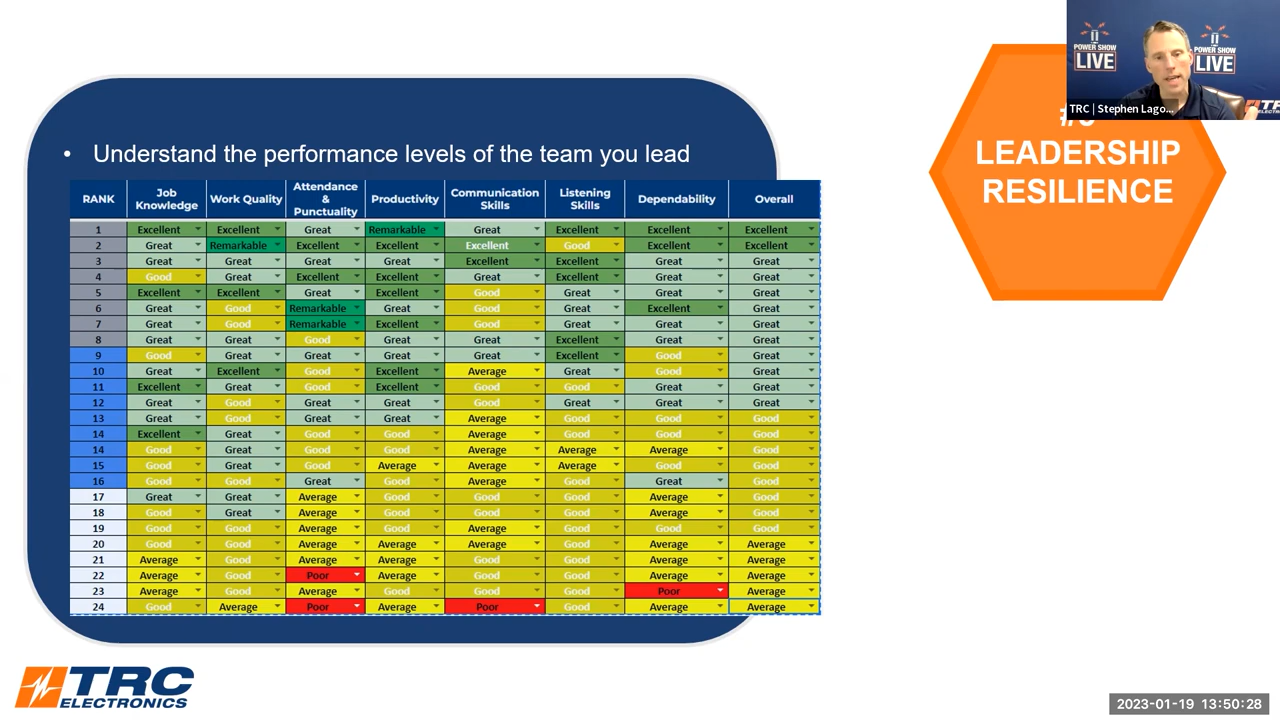 POWER SHOW
LIVE
POWER SHOW
LIVE
TRC
TRC | Stephen Lago...
LEADERSHIP
RESILIENCE
• Understand the performance levels of the team you lead
RANK Job Knowledge Work Quality Attendance & Punctuality Productivity Communication Skills Listening Skills Dependability Overall
1 Excellent Excellent Great Remarkable Great Excellent Excellent Excellent
2 Great Remarkable Excellent Excellent Excellent Good Excellent Excellent
3 Great Great Great Great Excellent Excellent Great Great
4 Good Great Excellent Excellent Great Excellent Great Great
5 Excellent Excellent Great Excellent Good Great Great Great
6 Great Good Remarkable Great Good Great Excellent Great
7 Great Good Remarkable Excellent Good Great Great Great
8 Great Great Good Great Great Excellent Great Great
9 Good Great Great Great Great Excellent Good Great
10 Great Excellent Good Excellent Average Great Good Great
11 Excellent Great Good Excellent Good Good Great Great
12 Great Good Great Great Good Great Great Great
13 Great Good Great Great Average Good Good Good
14 Excellent Great Good Good Average Good Good Good
14 Good Great Good Good Average Average Average Good
15 Good Great Good Average Average Average Good Good
16 Good Good Great Good Average Good Great Good
17 Great Great Average Good Good Good Average Good
18 Good Great Average Good Good Good Average Good
19 Good Good Average Good Average Good Good Good
20 Good Good Average Average Average Good Average Average
21 Average Good Average Average Good Good Average Average
22 Average Good Poor Average Good Good Average Average
23 Average Good Average Good Good Good Poor Average
24 Good Average Poor Average Poor Good Average Average
TRC
ELECTRONICS
2023-01-19 13:50:28